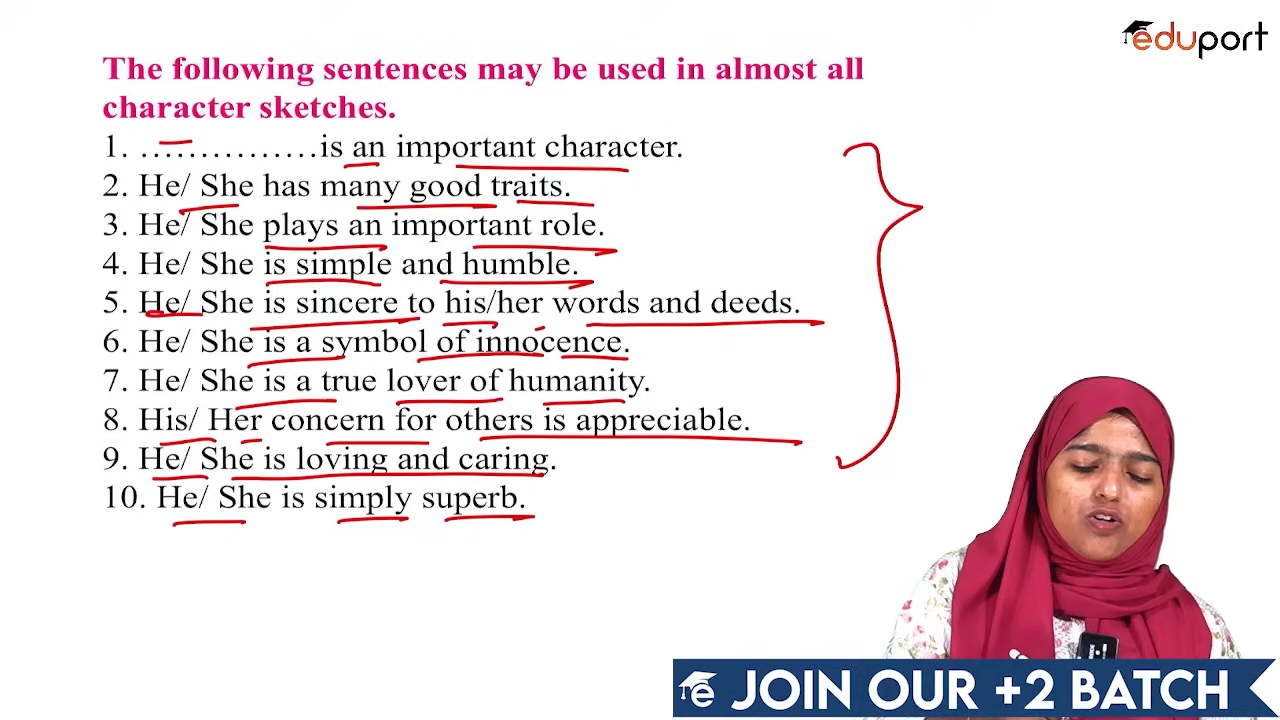 eduport
The following sentences may be used in almost all
character sketches.
1. ……………is an important character.
2. He/ She has many good traits.
3. He/ She plays an important role.
4. He/ She is simple and humble.
5. He/ She is sincere to his/her words and deeds.
6. He/ She is a symbol of innocence.
7. He/ She is a true lover of humanity.
8. His/ Her concern for others is appreciable.
9. He/ She is loving and caring.
10. He/ She is simply superb.
e JOIN OUR +2 BATCH